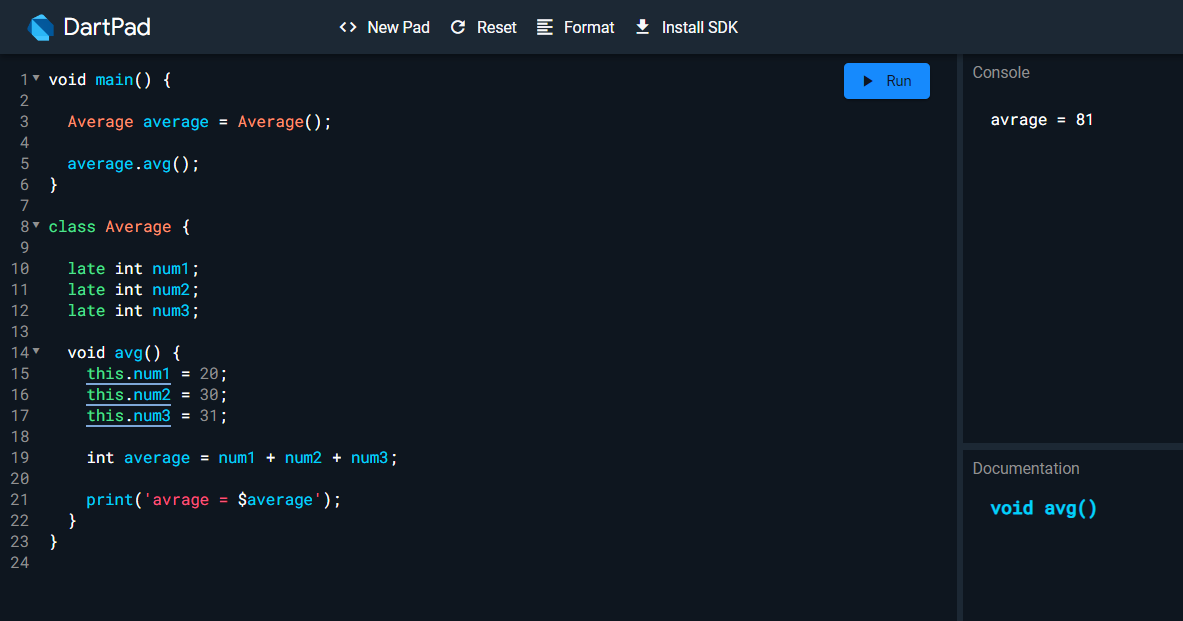 DartPad
<> New Pad Reset Format Install SDK
1 void main() {
2
3 Average average = Average();
4
5 average.avg();
6 }
7
8 class Average {
9
10 late int num1;
11 late int num2;
12 late int num3;
13
14 void avg() {
15 this.num1 = 20;
16 this.num2 = 30;
17 this.num3 = 31;
18
19 int average = num1 + num2 + num3;
20
21 print('avrage = $average');
22 }
23 }
24
Run
Console
avrage = 81
Documentation
void avg()